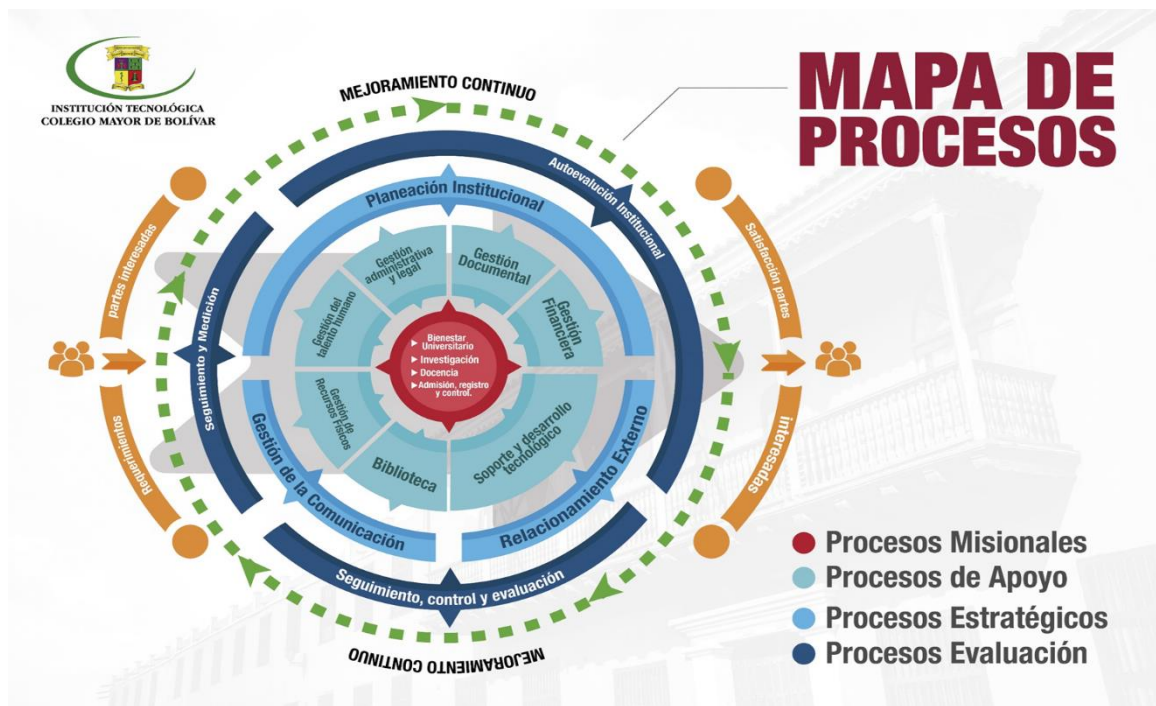 INSTITUCIÓN TECNOLÓGICA
COLEGIO MAYOR DE BOLÍVAR
MAPA DE
PROCESOS
MEJORAMIENTO CONTINUO
Autoevalución Institucional
Planeación Institucional
Gestión
administrativa
y legal
Gestión
Documental
Gestión del
talento humano
Gestión
Financiera
partes interesadas
Satisfacción partes
Seguimiento y Medición
Bienestar
Universitario
Investigación
Docencia
Admisión, registro
y control.
Requerimientos
interesadas
Gestión de
Recursos Físicos
Biblioteca
Soporte y desarrollo
tecnológico
Gestión de la Comunicación
Relacionamiento Externo
Seguimiento, control y evaluación
MEJORAMIENTO CONTINUO
Procesos Misionales
Procesos de Apoyo
Procesos Estratégicos
Procesos Evaluación